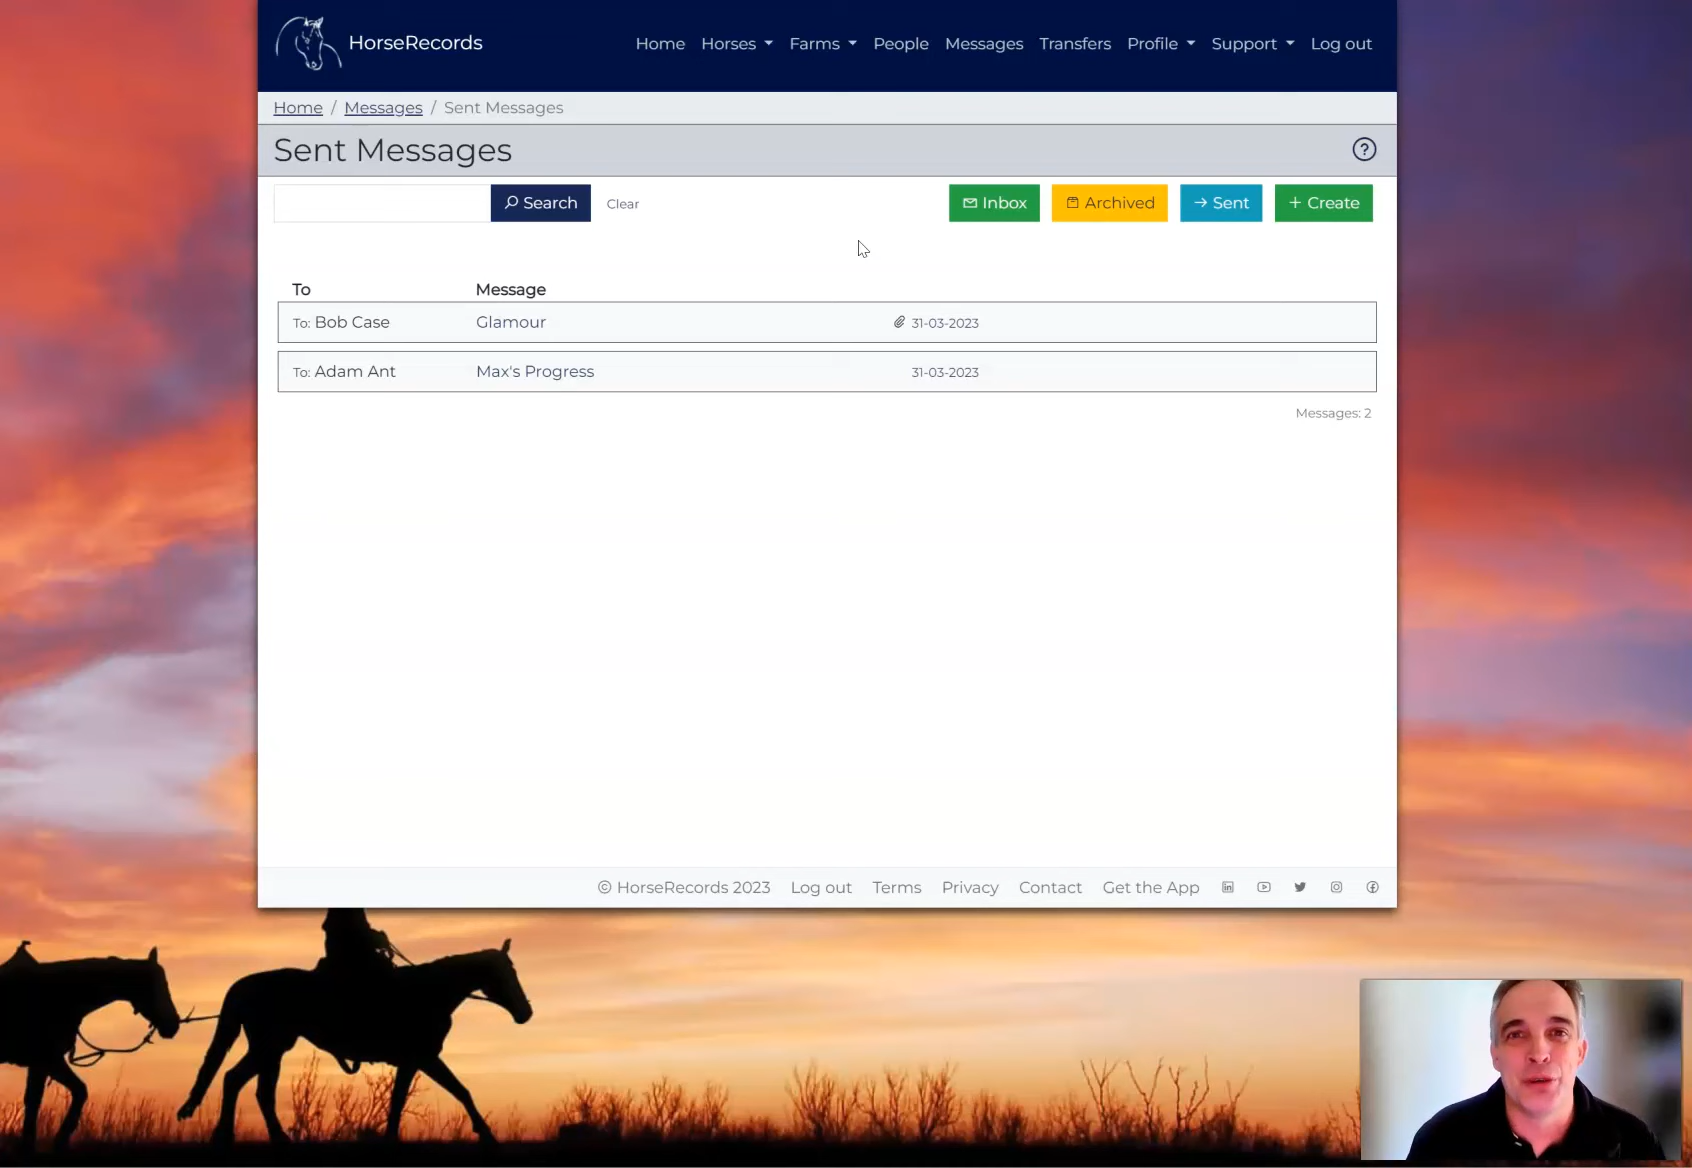 HorseRecords
Home Horses Farms People Messages Transfers Profile Support Log out
Home / Messages / Sent Messages
Sent Messages
Search Clear Inbox Archived Sent + Create
To Message
To: Bob Case Glamour 31-03-2023
To: Adam Ant Max's Progress 31-03-2023
Messages: 2
© HorseRecords 2023 Log out Terms Privacy Contact Get the App